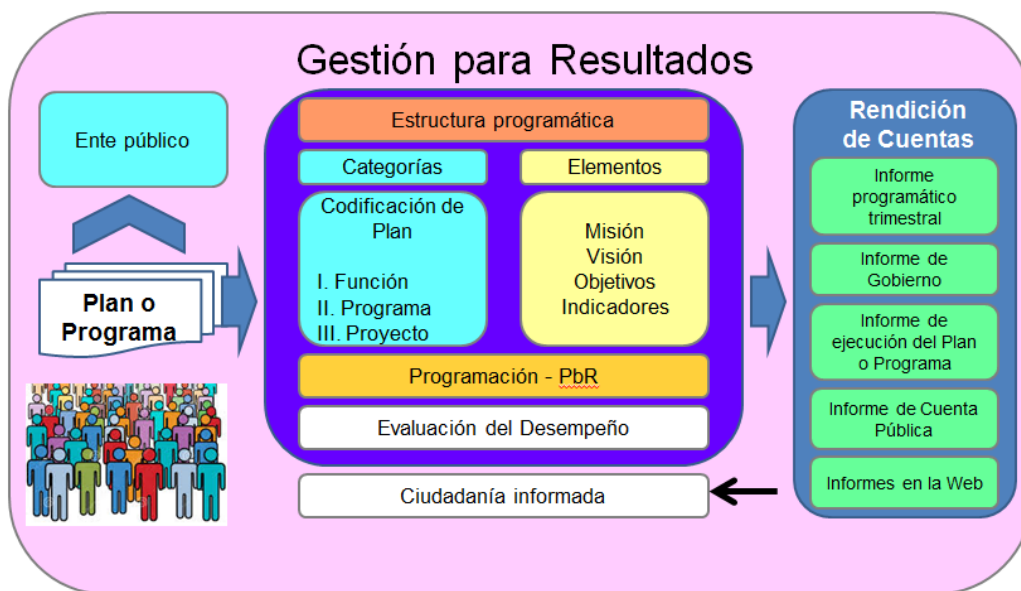 Gestión para Resultados
Ente público
Plan o
Programa
Estructura programática
Categorías
Elementos
Codificación de
Plan
I. Función
II. Programa
III. Proyecto
Misión
Visión
Objetivos
Indicadores
Programación - PbR
Evaluación del Desempeño
Ciudadanía informada
Rendición
de Cuentas
Informe
programático
trimestral
Informe de
Gobierno
Informe de
ejecución del Plan
o Programa
Informe de Cuenta
Pública
Informes en la Web